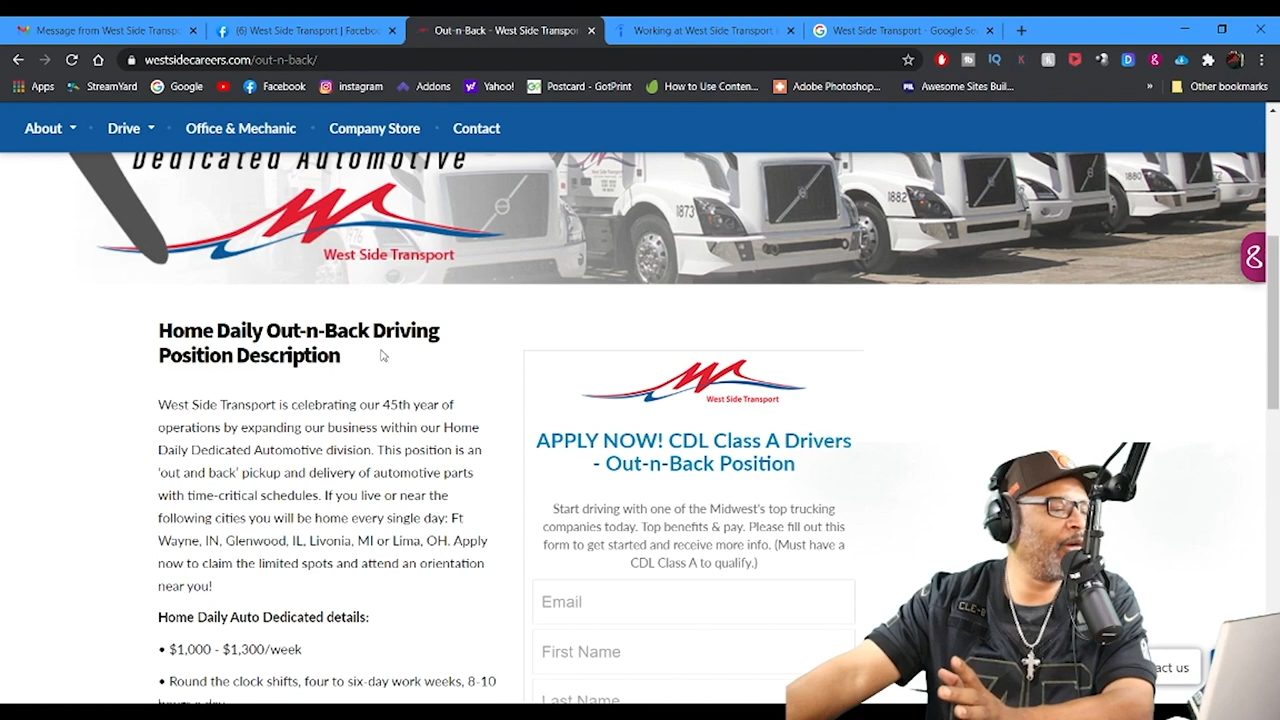 Message from West Side Transpo
(6) West Side Transport | Facebo
Out-n-Back - West Side Transpor
Working at West Side Transport
West Side Transport - Google Se
westsidecareers.com/out-n-back/
Apps
StreamYard
Google
Facebook
instagram
Addons
Yahoo!
Postcard - GotPrint
How to Use Conten...
Adobe Photoshop...
Awesome Sites Buil...
»
Other bookmarks
About
Drive
Office & Mechanic
Company Store
Contact
Dedicated Automotive
West Side Transport
1873
1882
1880
Home Daily Out-n-Back Driving
Position Description
West Side Transport is celebrating our 45th year of
operations by expanding our business within our Home
Daily Dedicated Automotive division. This position is an
‘out and back’ pickup and delivery of automotive parts
with time-critical schedules. If you live or near the
following cities you will be home every single day: Ft
Wayne, IN, Glenwood, IL, Livonia, MI or Lima, OH. Apply
now to claim the limited spots and attend an orientation
near you!
Home Daily Auto Dedicated details:
• $1,000 - $1,300/week
• Round the clock shifts, four to six-day work weeks, 8-10
West Side Transport
APPLY NOW! CDL Class A Drivers
- Out-n-Back Position
Start driving with one of the Midwest's top trucking
companies today. Top benefits & pay. Please fill out this
form to get started and receive more info. (Must have a
CDL Class A to qualify.)
Email
First Name
Last Name
act us